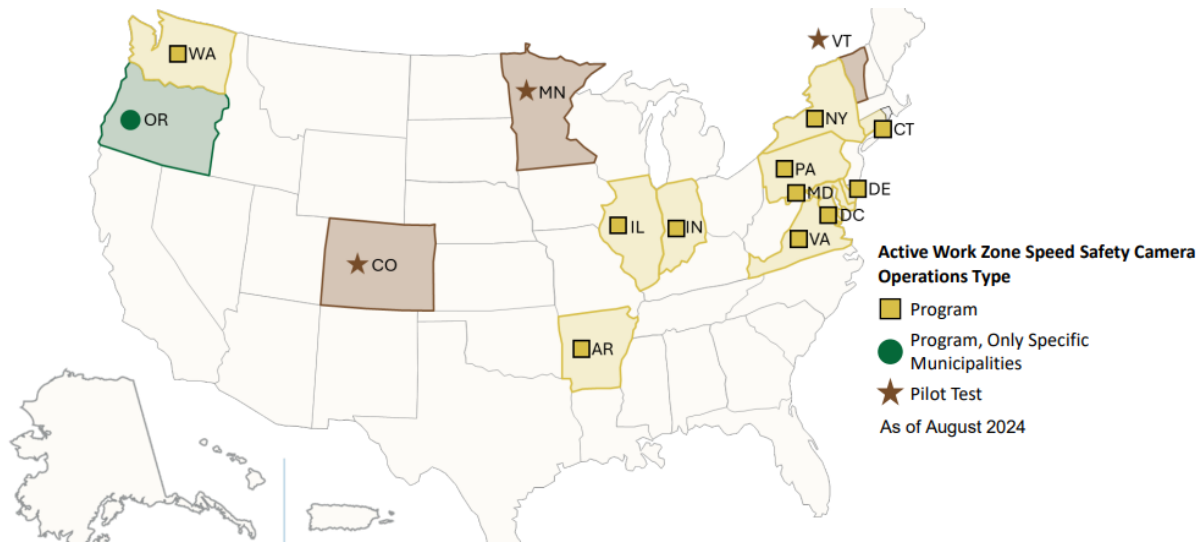 WA
VT
MN
OR
NY
CT
PA
DE
MD
DC
IL
IN
VA
CO
AR
Active Work Zone Speed Safety Camera
Operations Type
Program
Program, Only Specific
Municipalities
Pilot Test
As of August 2024